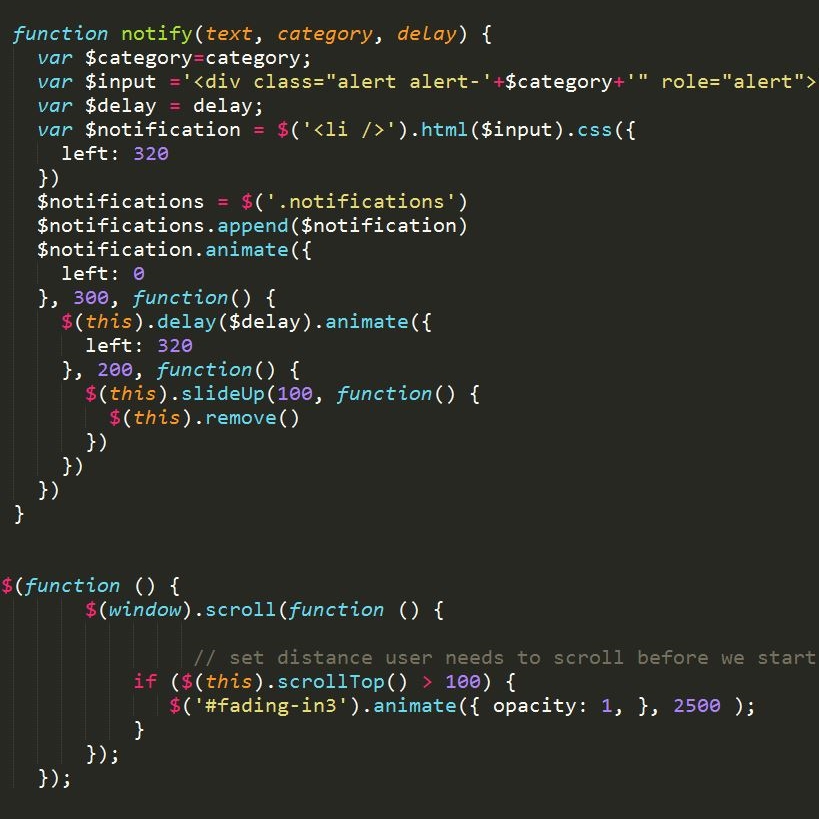 function notify(text, category, delay) {
  var $category=category;
  var $input ='<div class="alert alert-'+$category+'" role="alert">
  var $delay = delay;
  var $notification = $('<li />').html($input).css({
    left: 320
  })
  $notifications = $('.notifications')
  $notifications.append($notification)
  $notification.animate({
    left: 0
  }, 300, function() {
    $(this).delay($delay).animate({
      left: 320
    }, 200, function() {
      $(this).slideUp(100, function() {
        $(this).remove()
      })
    })
  })
}
$(function () {
       $(window).scroll(function () {
                // set distance user needs to scroll before we start
           if ($(this).scrollTop() > 100) {
              $('#fading-in3').animate({ opacity: 1, }, 2500 );
           }
       });
   });